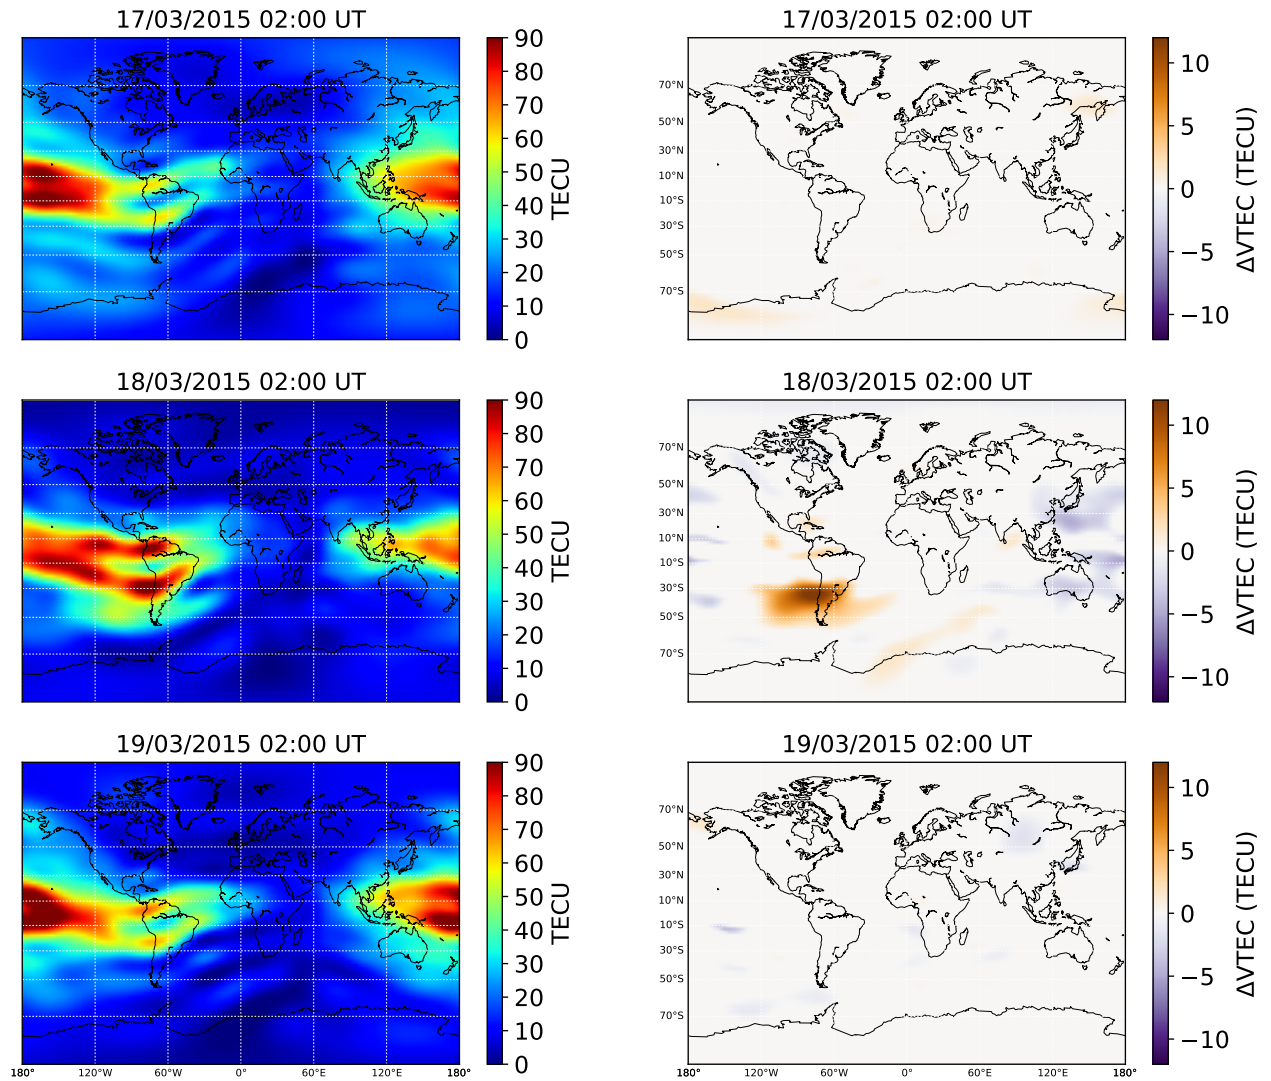 17/03/2015 02:00 UT
90
80
70
60
50
40
30
20
10
0
TECU
17/03/2015 02:00 UT
70°N
50°N
30°N
10°N
10°S
30°S
50°S
70°S
10
5
0
−5
−10
ΔVTEC (TECU)
18/03/2015 02:00 UT
90
80
70
60
50
40
30
20
10
0
TECU
18/03/2015 02:00 UT
70°N
50°N
30°N
10°N
10°S
30°S
50°S
70°S
10
5
0
−5
−10
ΔVTEC (TECU)
19/03/2015 02:00 UT
90
80
70
60
50
40
30
20
10
0
TECU
180° 120°W 60°W 0° 60°E 120°E 180°
19/03/2015 02:00 UT
70°N
50°N
30°N
10°N
10°S
30°S
50°S
70°S
10
5
0
−5
−10
ΔVTEC (TECU)
180° 120°W 60°W 0° 60°E 120°E 180°